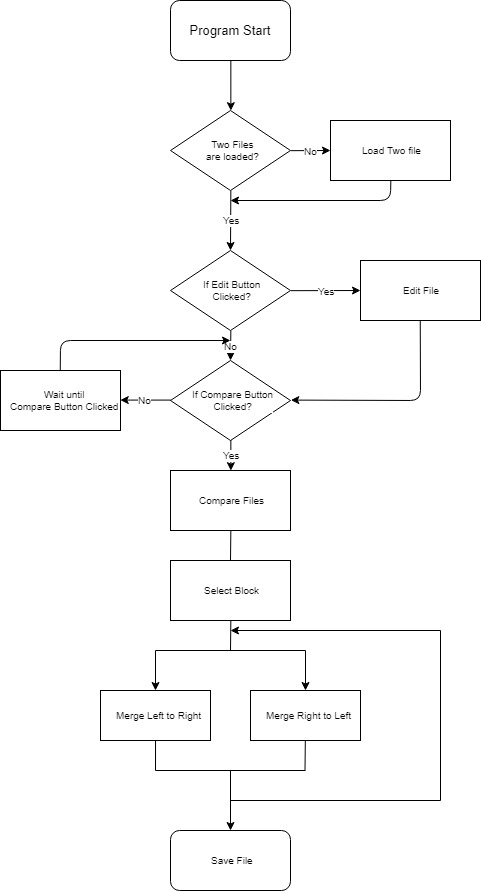 Program Start
Two Files
are loaded?
No
Load Two file
Yes
If Edit Button
Clicked?
Yes
Edit File
No
Wait until
Compare Button Clicked
No
If Compare Button
Clicked?
Yes
Compare Files
Select Block
Merge Left to Right
Merge Right to Left
Save File